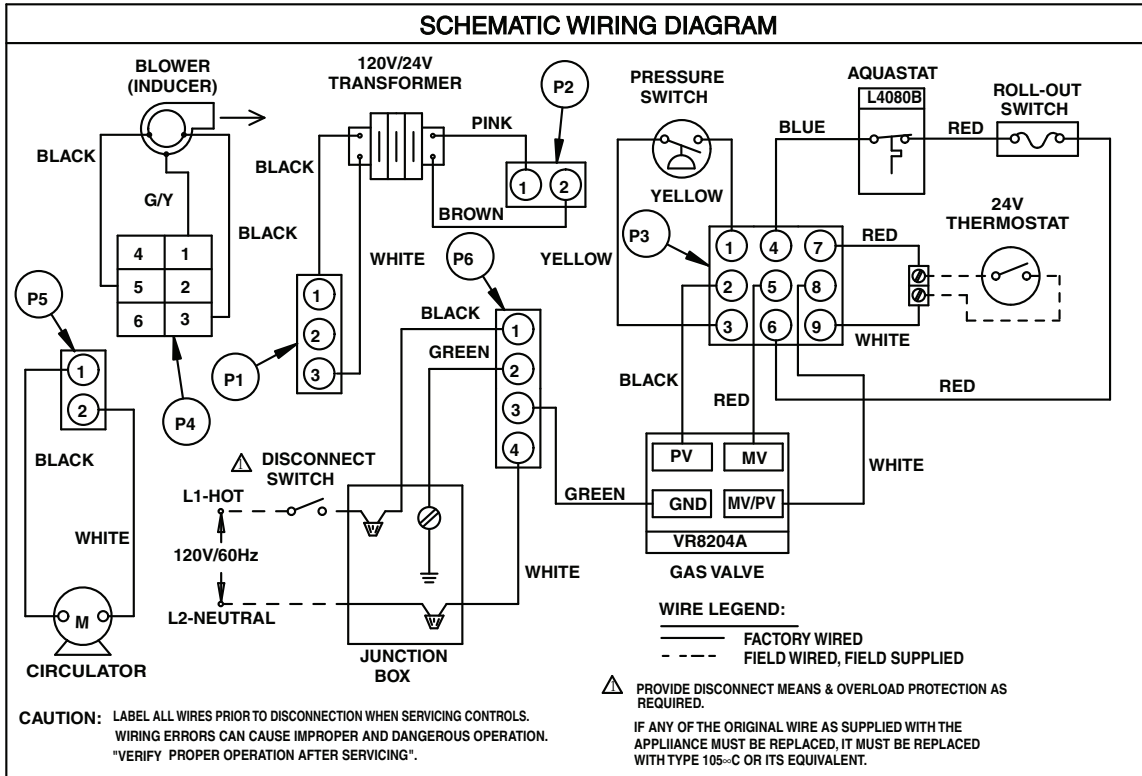 SCHEMATIC WIRING DIAGRAM
BLOWER
(INDUCER)
BLACK
G/Y
BLACK
4 1
5 2
6 3
P4
P5
1
2
BLACK
WHITE
M
CIRCULATOR
120V/24V
TRANSFORMER
BLACK
WHITE
PINK
BROWN
P2
1 2
P1
1
2
3
P6
BLACK
GREEN
1
2
3
4
GREEN
WHITE
⚠ DISCONNECT
SWITCH
L1-HOT
120V/60Hz
L2-NEUTRAL
JUNCTION
BOX
PRESSURE
SWITCH
YELLOW
YELLOW
P3
1 4 7
2 5 8
3 6 9
AQUASTAT
L4080B
BLUE
RED
ROLL-OUT
SWITCH
24V
THERMOSTAT
RED
WHITE
RED
BLACK
RED
WHITE
PV MV
GND MV/PV
VR8204A
GAS VALVE
WIRE LEGEND:
FACTORY WIRED
FIELD WIRED, FIELD SUPPLIED
⚠ PROVIDE DISCONNECT MEANS & OVERLOAD PROTECTION AS
REQUIRED.
IF ANY OF THE ORIGINAL WIRE AS SUPPLIED WITH THE
APPLIIANCE MUST BE REPLACED, IT MUST BE REPLACED
WITH TYPE 105∞C OR ITS EQUIVALENT.
CAUTION: LABEL ALL WIRES PRIOR TO DISCONNECTION WHEN SERVICING CONTROLS.
WIRING ERRORS CAN CAUSE IMPROPER AND DANGEROUS OPERATION.
"VERIFY PROPER OPERATION AFTER SERVICING".